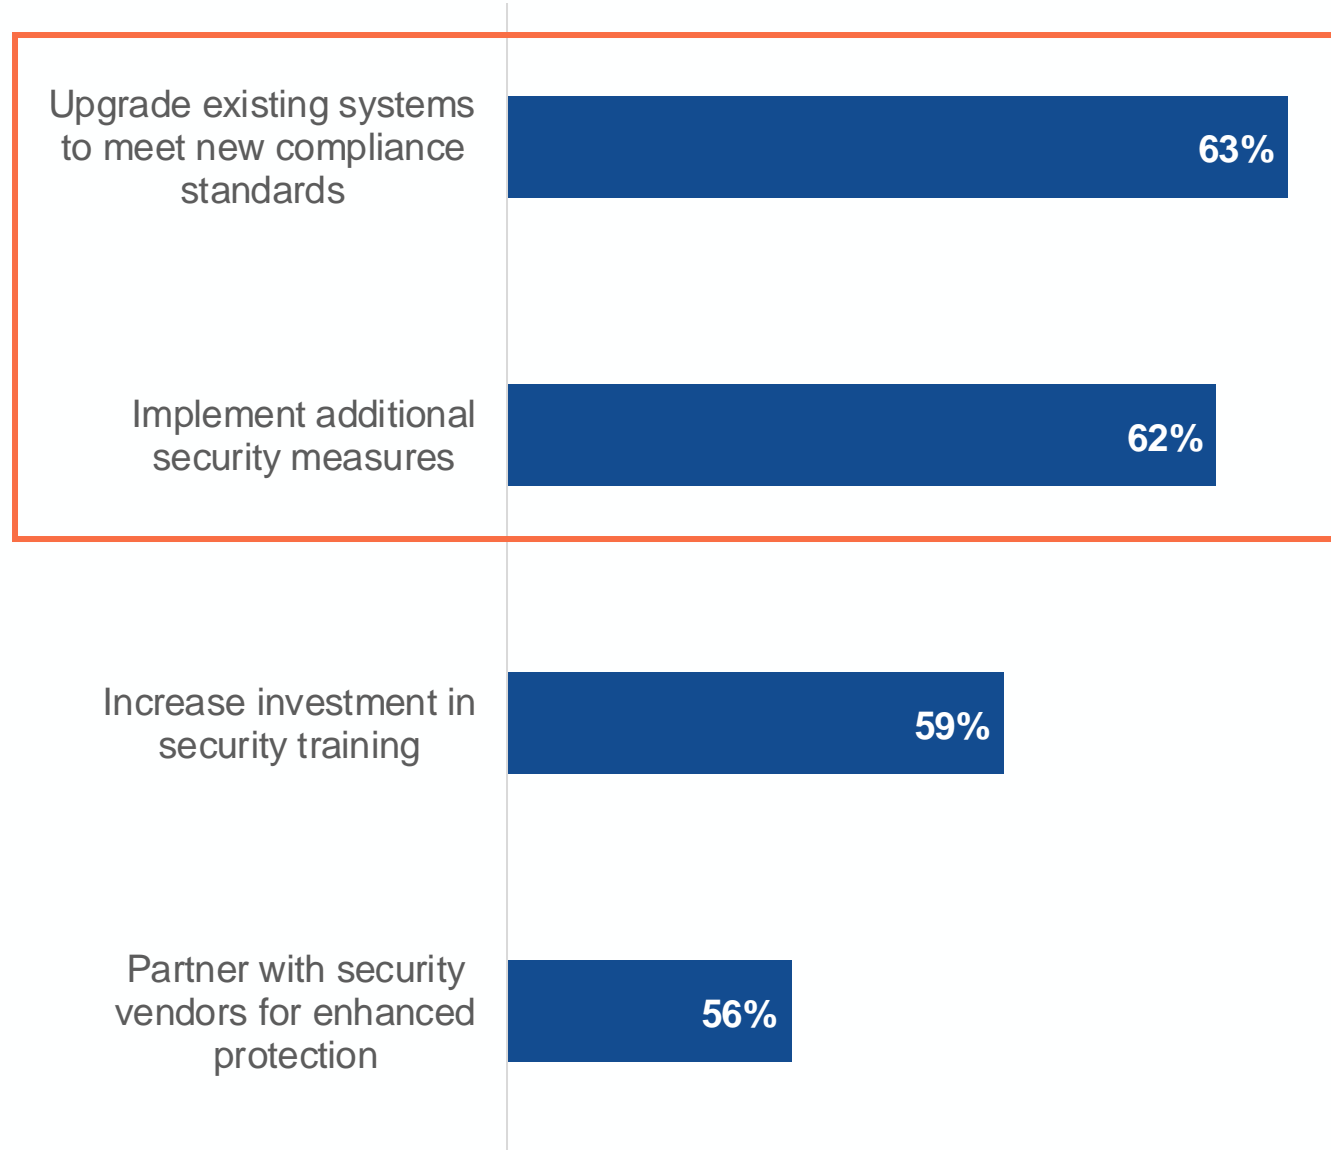 Upgrade existing systems
to meet new compliance
standards
63%
Implement additional
security measures
62%
Increase investment in
security training
59%
Partner with security
vendors for enhanced
protection
56%